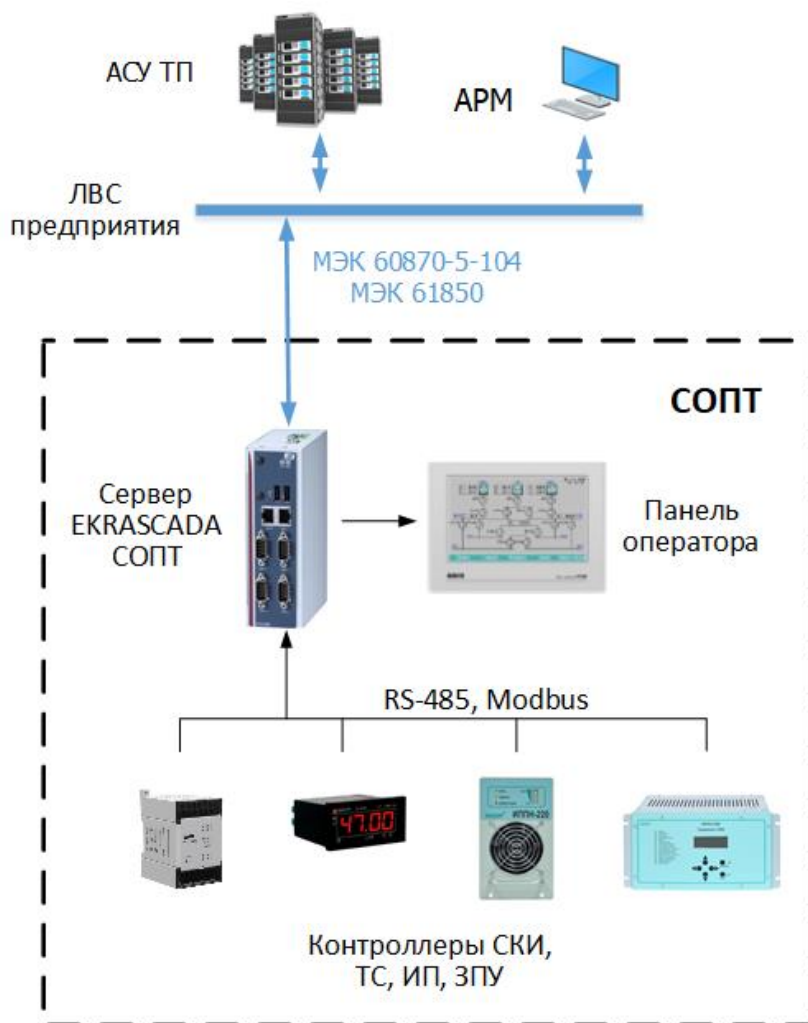 АСУ ТП
АРМ
ЛВС
предприятия
МЭК 60870-5-104
МЭК 61850
СОПТ
Сервер
EKRASCADA
СОПТ
Панель
оператора
RS-485, Modbus
47.00
ИППН-220
Контроллеры СКИ,
ТС, ИП, ЗПУ